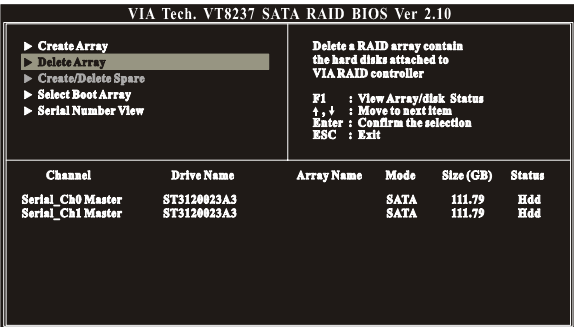 VIA Tech. VT8237 SATA RAID BIOS Ver 2.10
▶ Create Array
▶ Delete Array
▶ Create/Delete Spare
▶ Select Boot Array
▶ Serial Number View
Delete a RAID array contain
the hard disks attached to
VIA RAID controller
F1 : View Array/disk Status
↑,↓ : Move to next item
Enter : Confirm the selection
ESC : Exit
Channel Drive Name Array Name Mode Size (GB) Status
Serial_Ch0 Master ST3120023A3 SATA 111.79 Hdd
Serial_Ch1 Master ST3120023A3 SATA 111.79 Hdd